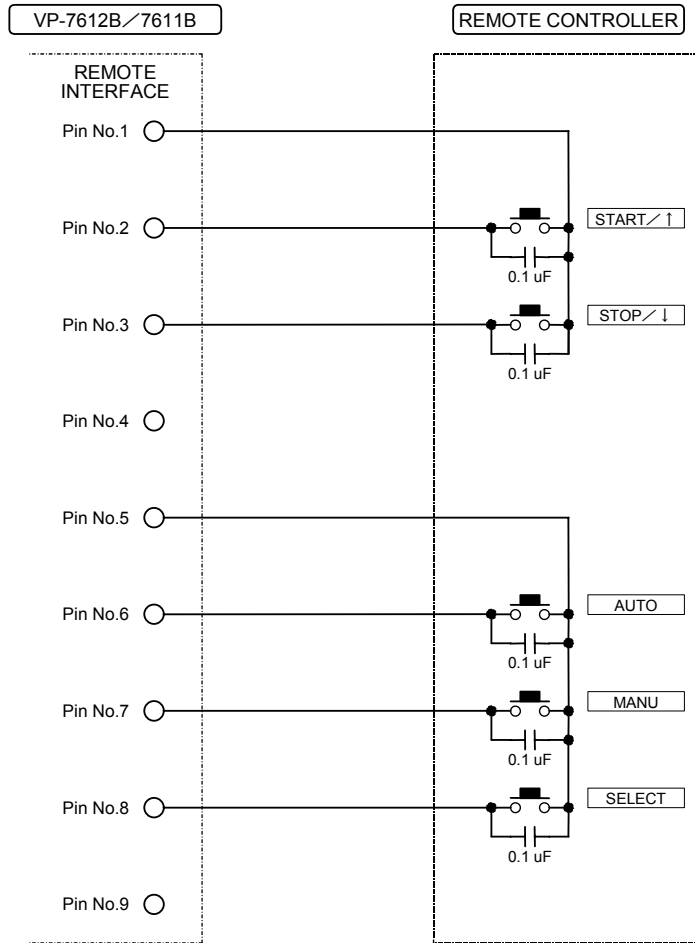 VP-7612B／7611B
REMOTE CONTROLLER
REMOTE
INTERFACE
Pin No.1
Pin No.2
START／↑
0.1 uF
Pin No.3
STOP／↓
0.1 uF
Pin No.4
Pin No.5
Pin No.6
AUTO
0.1 uF
Pin No.7
MANU
0.1 uF
Pin No.8
SELECT
0.1 uF
Pin No.9